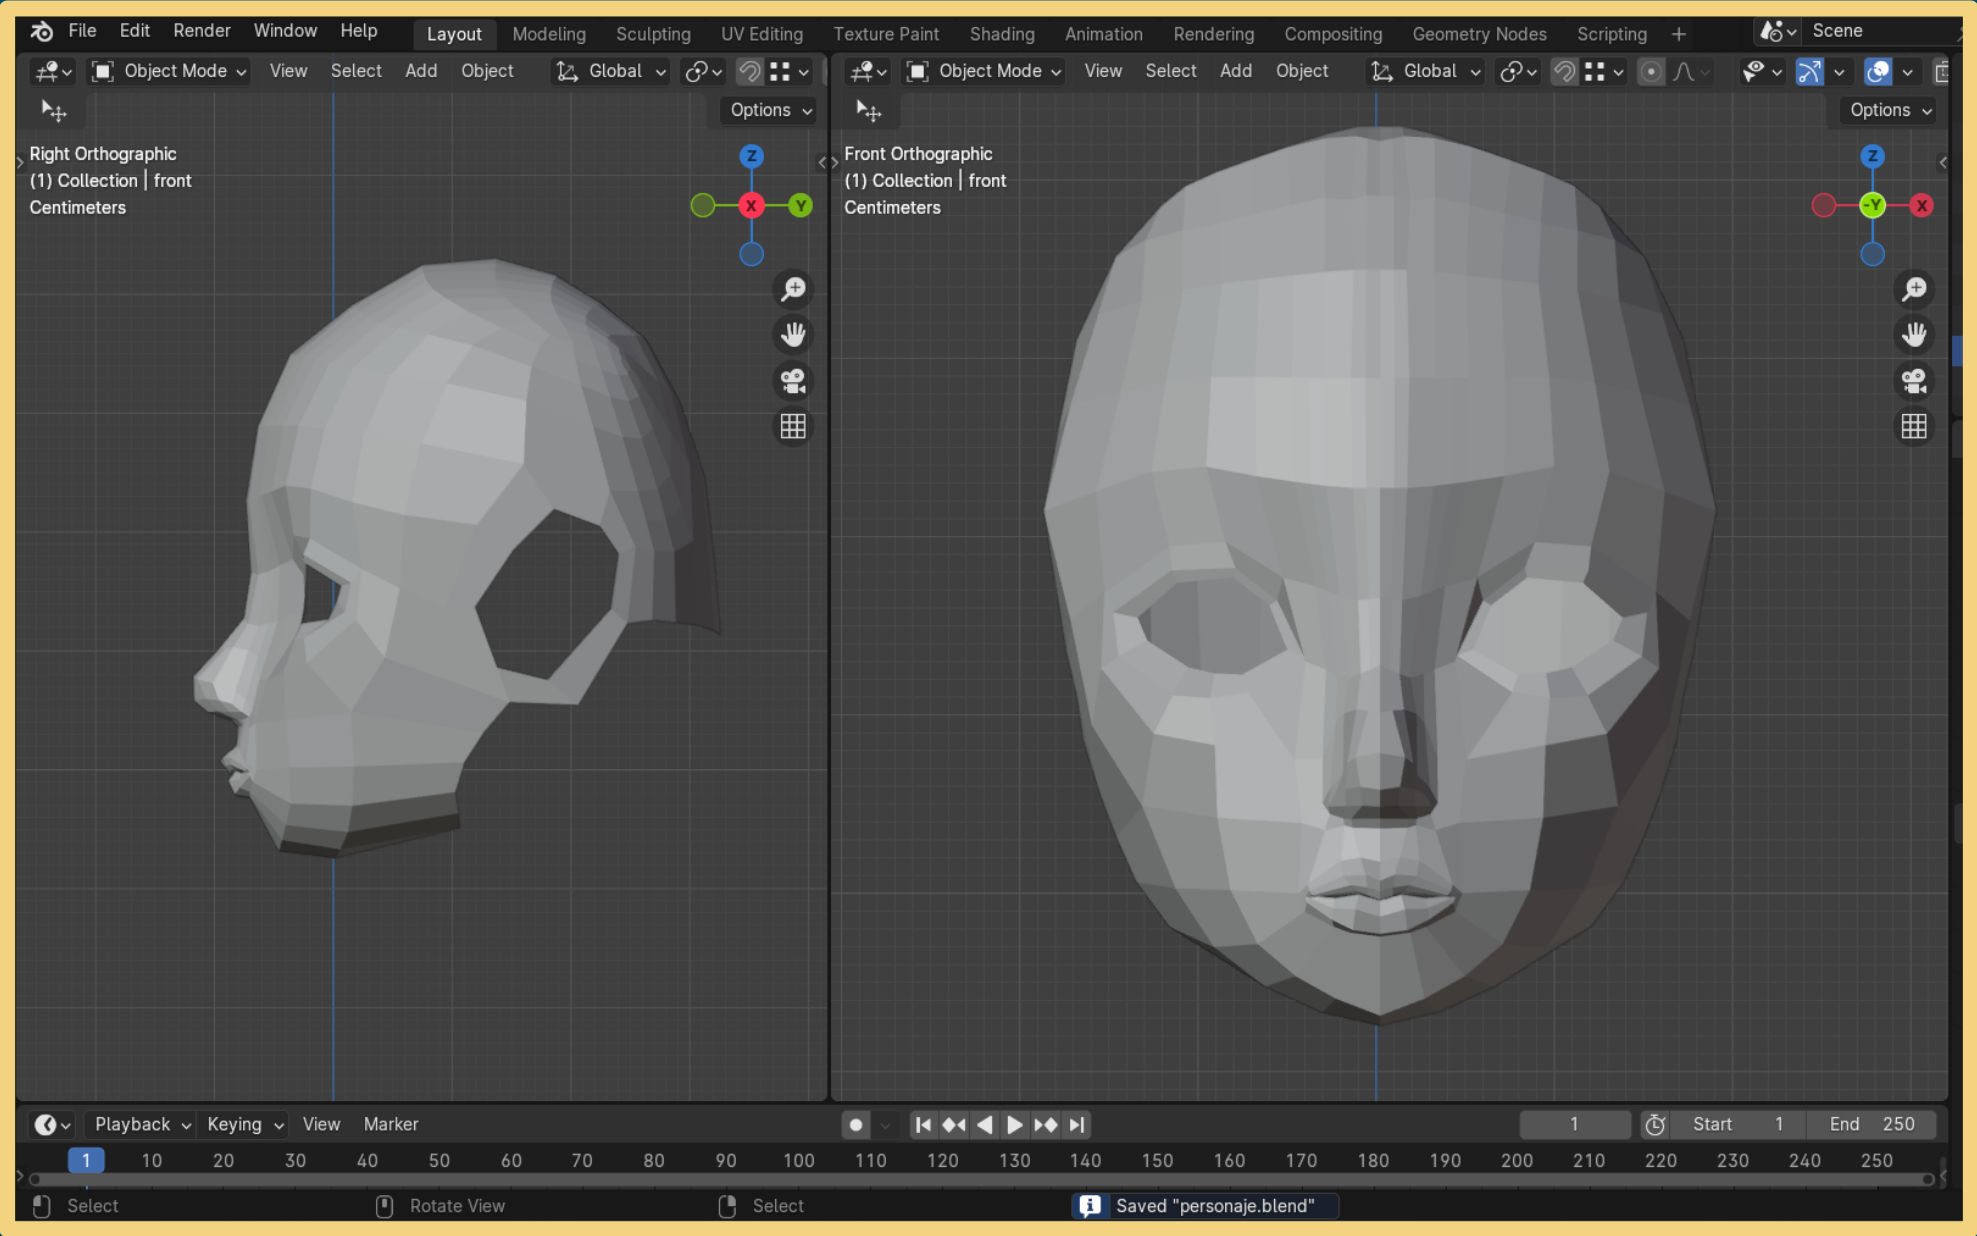 File Edit Render Window Help Layout Modeling Sculpting UV Editing Texture Paint Shading Animation Rendering Compositing Geometry Nodes Scripting + Scene
Object Mode View Select Add Object Global
Options
Right Orthographic
(1) Collection | front
Centimeters
Z
X
Y
Object Mode View Select Add Object Global
Options
Front Orthographic
(1) Collection | front
Centimeters
Z
-Y
X
Playback Keying View Marker 1 Start 1 End 250
1 10 20 30 40 50 60 70 80 90 100 110 120 130 140 150 160 170 180 190 200 210 220 230 240 250
Select Rotate View Select Saved "personaje.blend"